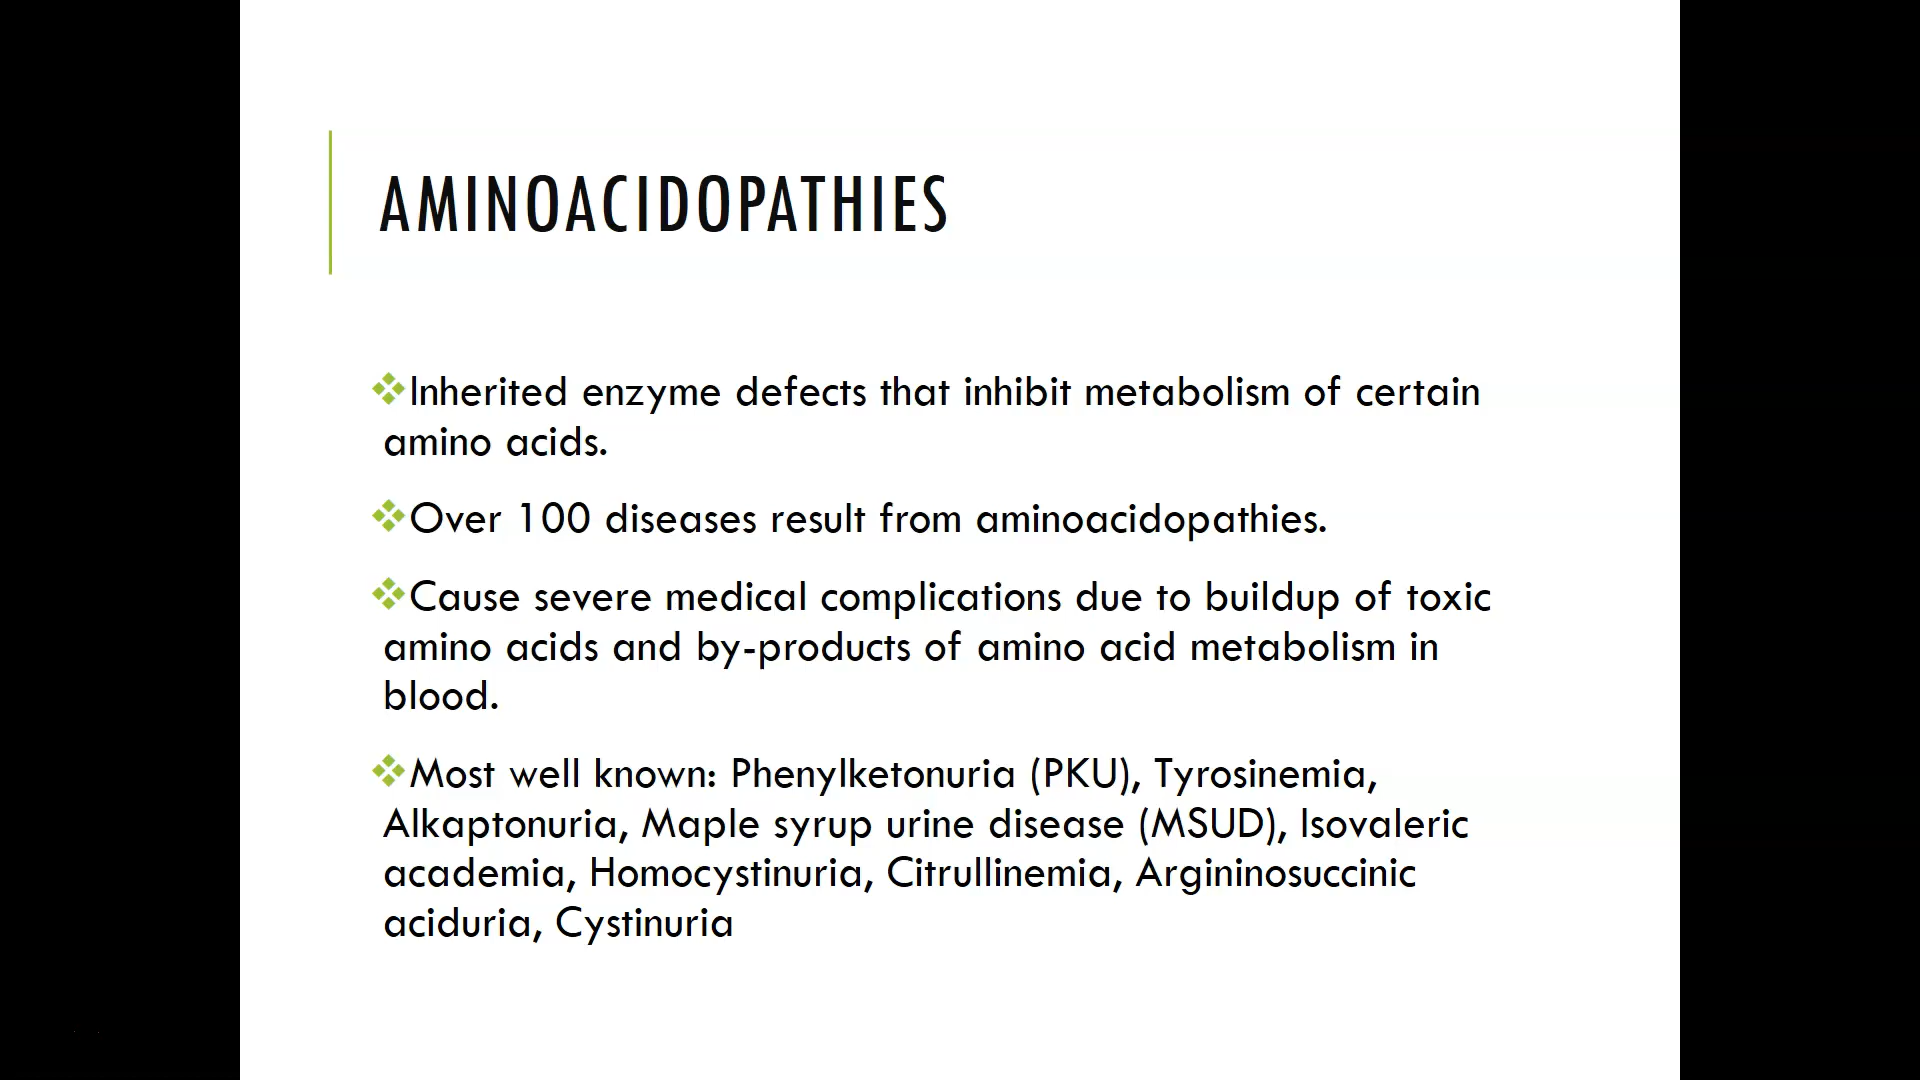 AMINOACIDOPATHIES
❖Inherited enzyme defects that inhibit metabolism of certain
amino acids.
❖Over 100 diseases result from aminoacidopathies.
❖Cause severe medical complications due to buildup of toxic
amino acids and by-products of amino acid metabolism in
blood.
❖Most well known: Phenylketonuria (PKU), Tyrosinemia,
Alkaptonuria, Maple syrup urine disease (MSUD), Isovaleric
academia, Homocystinuria, Citrullinemia, Argininosuccinic
aciduria, Cystinuria